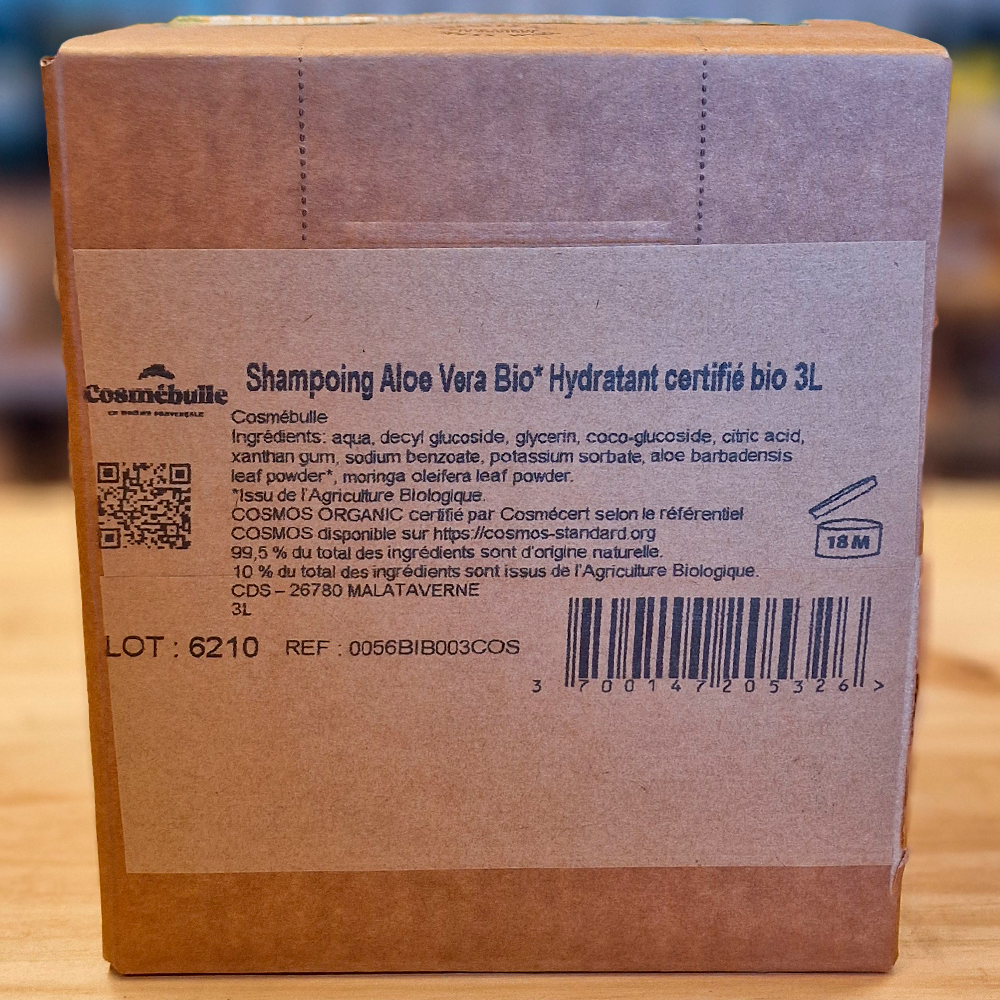 Cosmébulle
Shampoing Aloe Vera Bio* Hydratant certifié bio 3L
Cosmébulle
Ingrédients: aqua, decyl glucoside, glycerin, coco-glucoside, citric acid,
xanthan gum, sodium benzoate, potassium sorbate, aloe barbadensis
leaf powder*, moringa oleifera leaf powder.
*Issu de l'Agriculture Biologique.
COSMOS ORGANIC certifié par Cosmécert selon le référentiel
COSMOS disponible sur https://cosmos-standard.org
99,5 % du total des ingrédients sont d'origine naturelle.
10 % du total des ingrédients sont issus de l'Agriculture Biologique.
CDS – 26780 MALATAVERNE
3L
18 M
LOT : 6210 REF : 0056BIB003COS
3 700147 205326 >